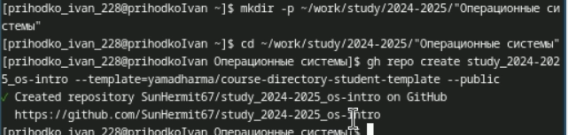 [prihodko_ivan_228@prihodkoIvan ~]$ mkdir -p ~/work/study/2024-2025/"Операционные си
стемы"
[prihodko_ivan_228@prihodkoIvan ~]$ cd ~/work/study/2024-2025/"Операционные системы"
[prihodko_ivan_228@prihodkoIvan Операционные системы]$ gh repo create study_2024-202
5_os-intro --template=yamadharma/course-directory-student-template --public
✓ Created repository SunHermit67/study_2024-2025_os-intro on GitHub
https://github.com/SunHermit67/study_2024-2025_os-intro
[prihodko_ivan_228@prihodkoIvan Операционные системы]$